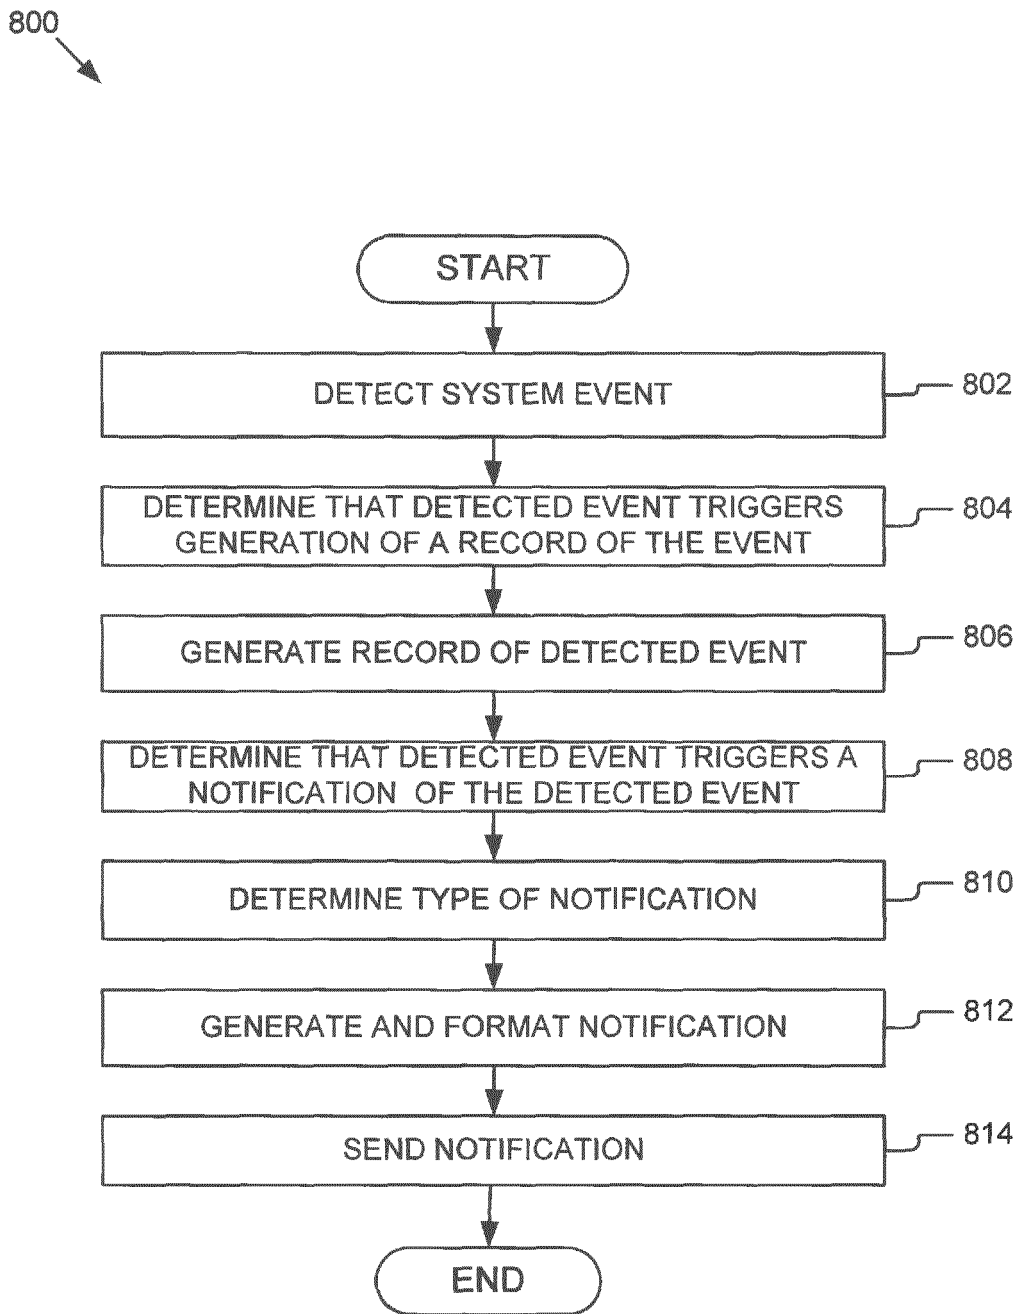 800
START
DETECT SYSTEM EVENT
802
DETERMINE THAT DETECTED EVENT TRIGGERS
GENERATION OF A RECORD OF THE EVENT
804
GENERATE RECORD OF DETECTED EVENT
806
DETERMINE THAT DETECTED EVENT TRIGGERS A
NOTIFICATION OF THE DETECTED EVENT
808
DETERMINE TYPE OF NOTIFICATION
810
GENERATE AND FORMAT NOTIFICATION
812
SEND NOTIFICATION
814
END